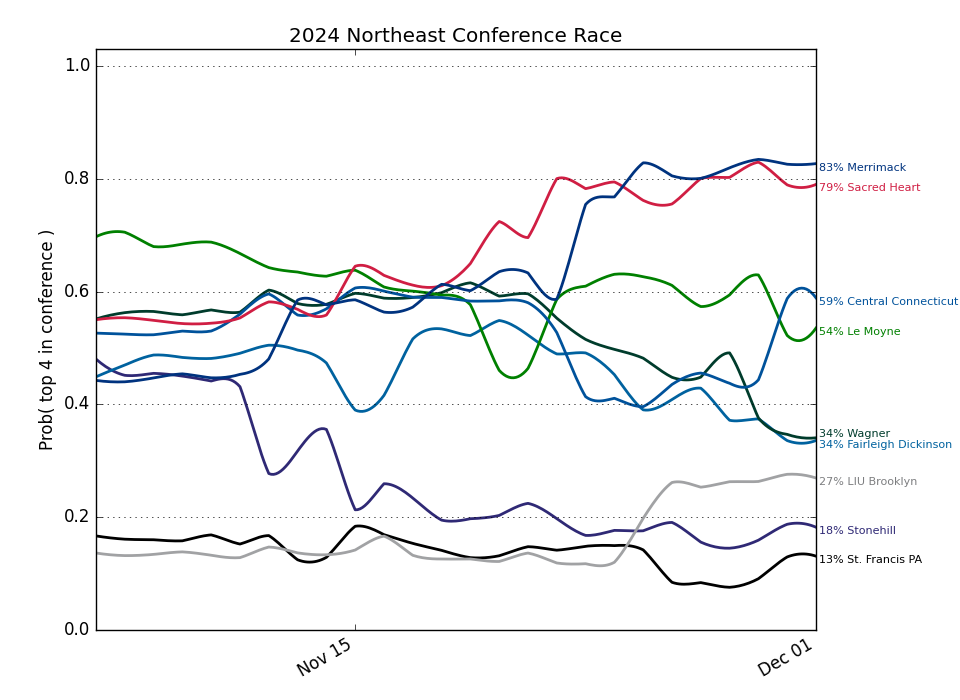 2024 Northeast Conference Race
Prob( top 4 in conference )
1.0
0.8
0.6
0.4
0.2
0.0
Nov 15
Dec 01
83% Merrimack
79% Sacred Heart
59% Central Connecticut
54% Le Moyne
34% Wagner
34% Fairleigh Dickinson
27% LIU Brooklyn
18% Stonehill
13% St. Francis PA